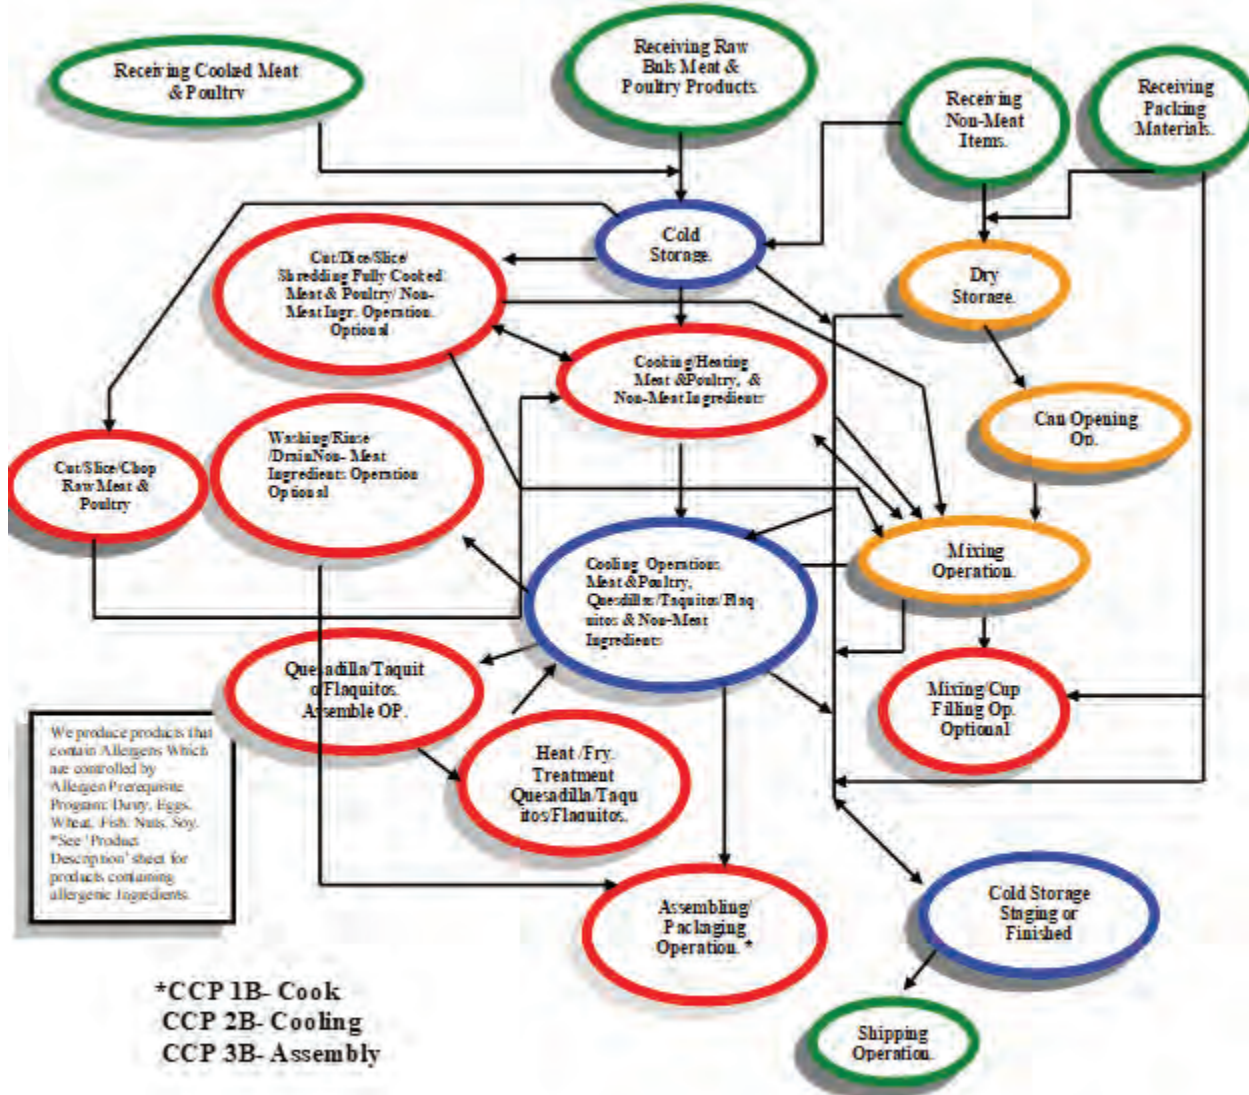 Receiving Cooked Meat
& Poultry
Receiving Raw
Bulk Meat &
Poultry Products.
Receiving
Non-Meat
Items.
Receiving
Packing
Materials.
Cold
Storage.
Cut/Dice/Slice/
Shredding Fully Cooked
Meat & Poultry/ Non-
Meat Ingr. Operation.
Optional
Dry
Storage.
Cooking/Heating
Meat &Poultry, &
Non-Meat Ingredients
Can Opening
Op.
Cut/Slice/Chop
Raw Meat &
Poultry
Washing/Rinse
/DrainNon- Meat
Ingredients Operation
Optional
Mixing
Operation.
Cooling Operations
Meat &Poultry,
Quesdillas/Taquitos/Flaq
uitos & Non-Meat
Ingredients
Quesadilla/Taquit
o/Flaquitos.
Assemble OP.
Mixing/Cup
Filling Op.
Optional
Heat /Fry.
Treatment
Quesadilla/Taqu
itos/Flaquitos.
We produce products that
contain Allergens Which
are controlled by
Allergen Prerequisite
Program: Dairy, Eggs,
Wheat, Fish, Nuts, Soy.
*See 'Product
Description' sheet for
products containing
allergenic Ingredients.
Assembling/
Packaging
Operation. *
Cold Storage
Staging or
Finished
Shipping
Operation.
*CCP 1B- Cook
CCP 2B- Cooling
CCP 3B- Assembly